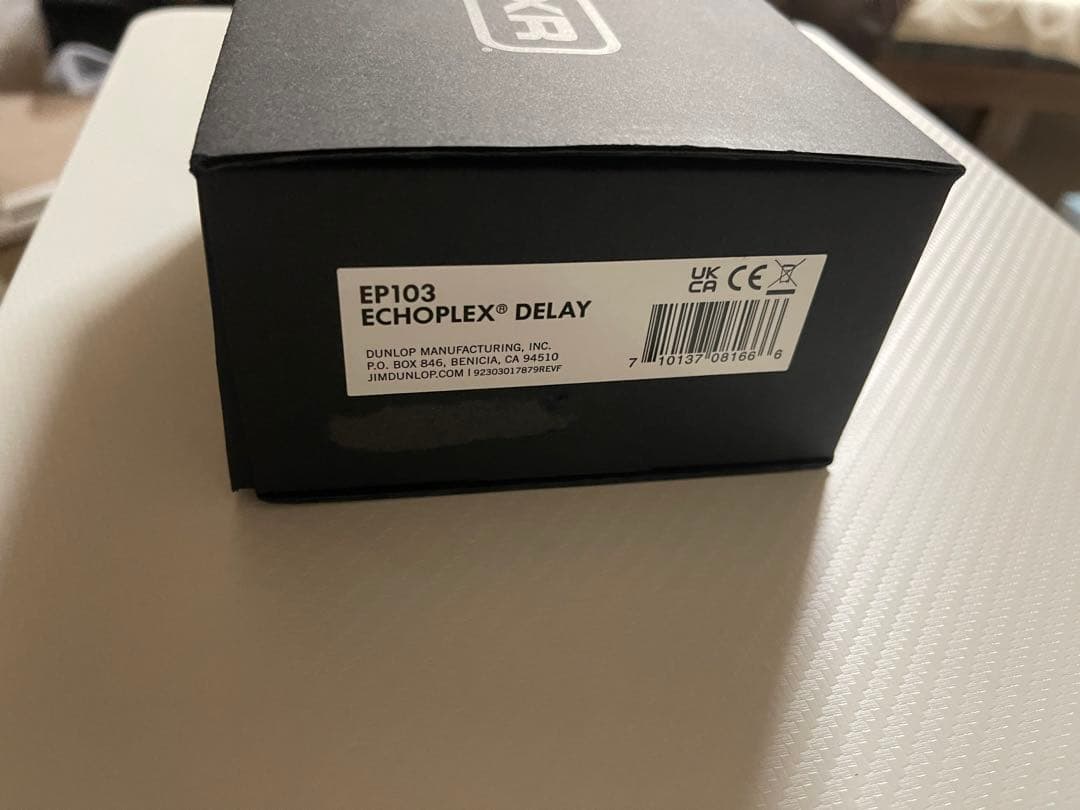 XR
EP103
ECHOPLEX® DELAY
DUNLOP MANUFACTURING, INC.
P.O. BOX 846, BENICIA, CA 94510
JIMDUNLOP.COM | 92303017879REVF
UK
CA
CE
7 10137 08166 6